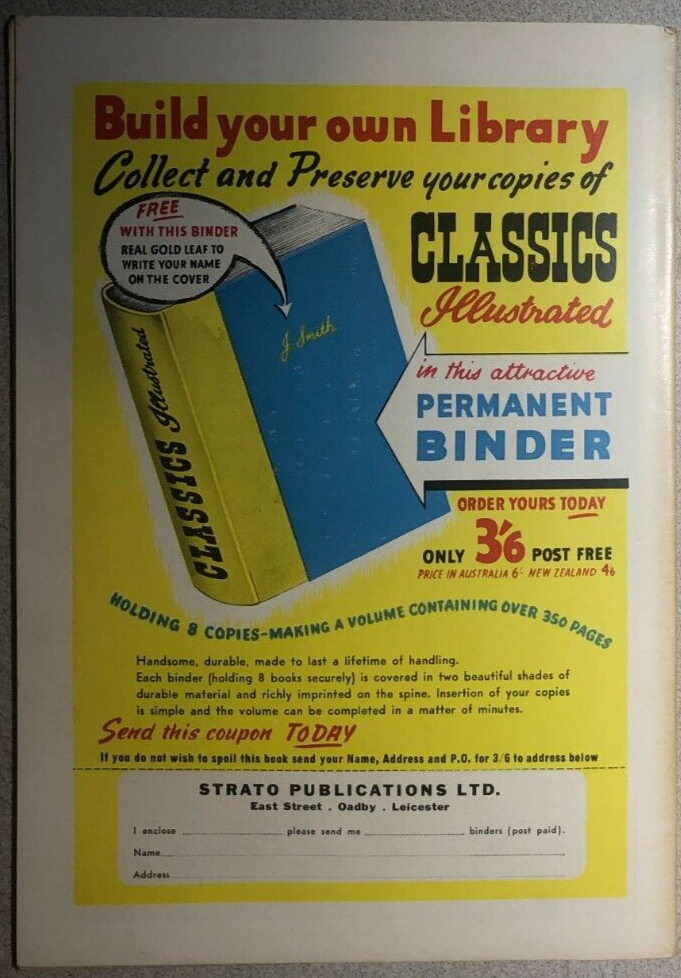 Build your own Library
Collect and Preserve your copies of
CLASSICS
Illustrated
FREE
WITH THIS BINDER
REAL GOLD LEAF TO
WRITE YOUR NAME
ON THE COVER
J Smith
CLASSICS Illustrated
in this attractive
PERMANENT
BINDER
ORDER YOURS TODAY
ONLY 3'6 POST FREE
PRICE IN AUSTRALIA 6'- NEW ZEALAND 4'6
HOLDING 8 COPIES-MAKING A VOLUME CONTAINING OVER 350 PAGES
Handsome, durable, made to last a lifetime of handling.
Each binder (holding 8 books securely) is covered in two beautiful shades of
durable material and richly imprinted on the spine. Insertion of your copies
is simple and the volume can be completed in a matter of minutes.
Send this coupon TODAY
If you do not wish to spoil this book send your Name, Address and P.O. for 3/6 to address below
STRATO PUBLICATIONS LTD.
East Street . Oadby . Leicester
I enclose ........................ please send me ........................ binders (post paid).
Name
Address